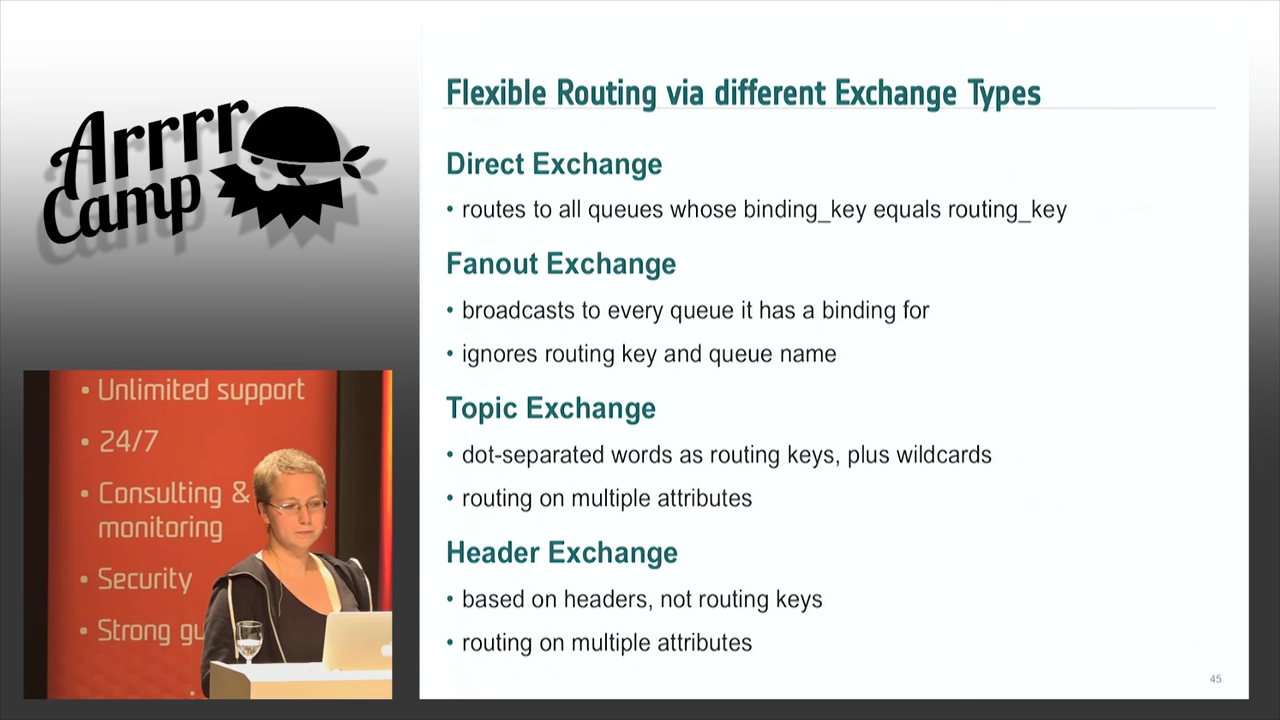 Arrrr
Camp
Flexible Routing via different Exchange Types
Direct Exchange
• routes to all queues whose binding_key equals routing_key
Fanout Exchange
• broadcasts to every queue it has a binding for
• ignores routing key and queue name
Topic Exchange
• dot-separated words as routing keys, plus wildcards
• routing on multiple attributes
Header Exchange
• based on headers, not routing keys
• routing on multiple attributes
45
• Unlimited support
• 24/7
• Consulting &
monitoring
• Security
• Strong